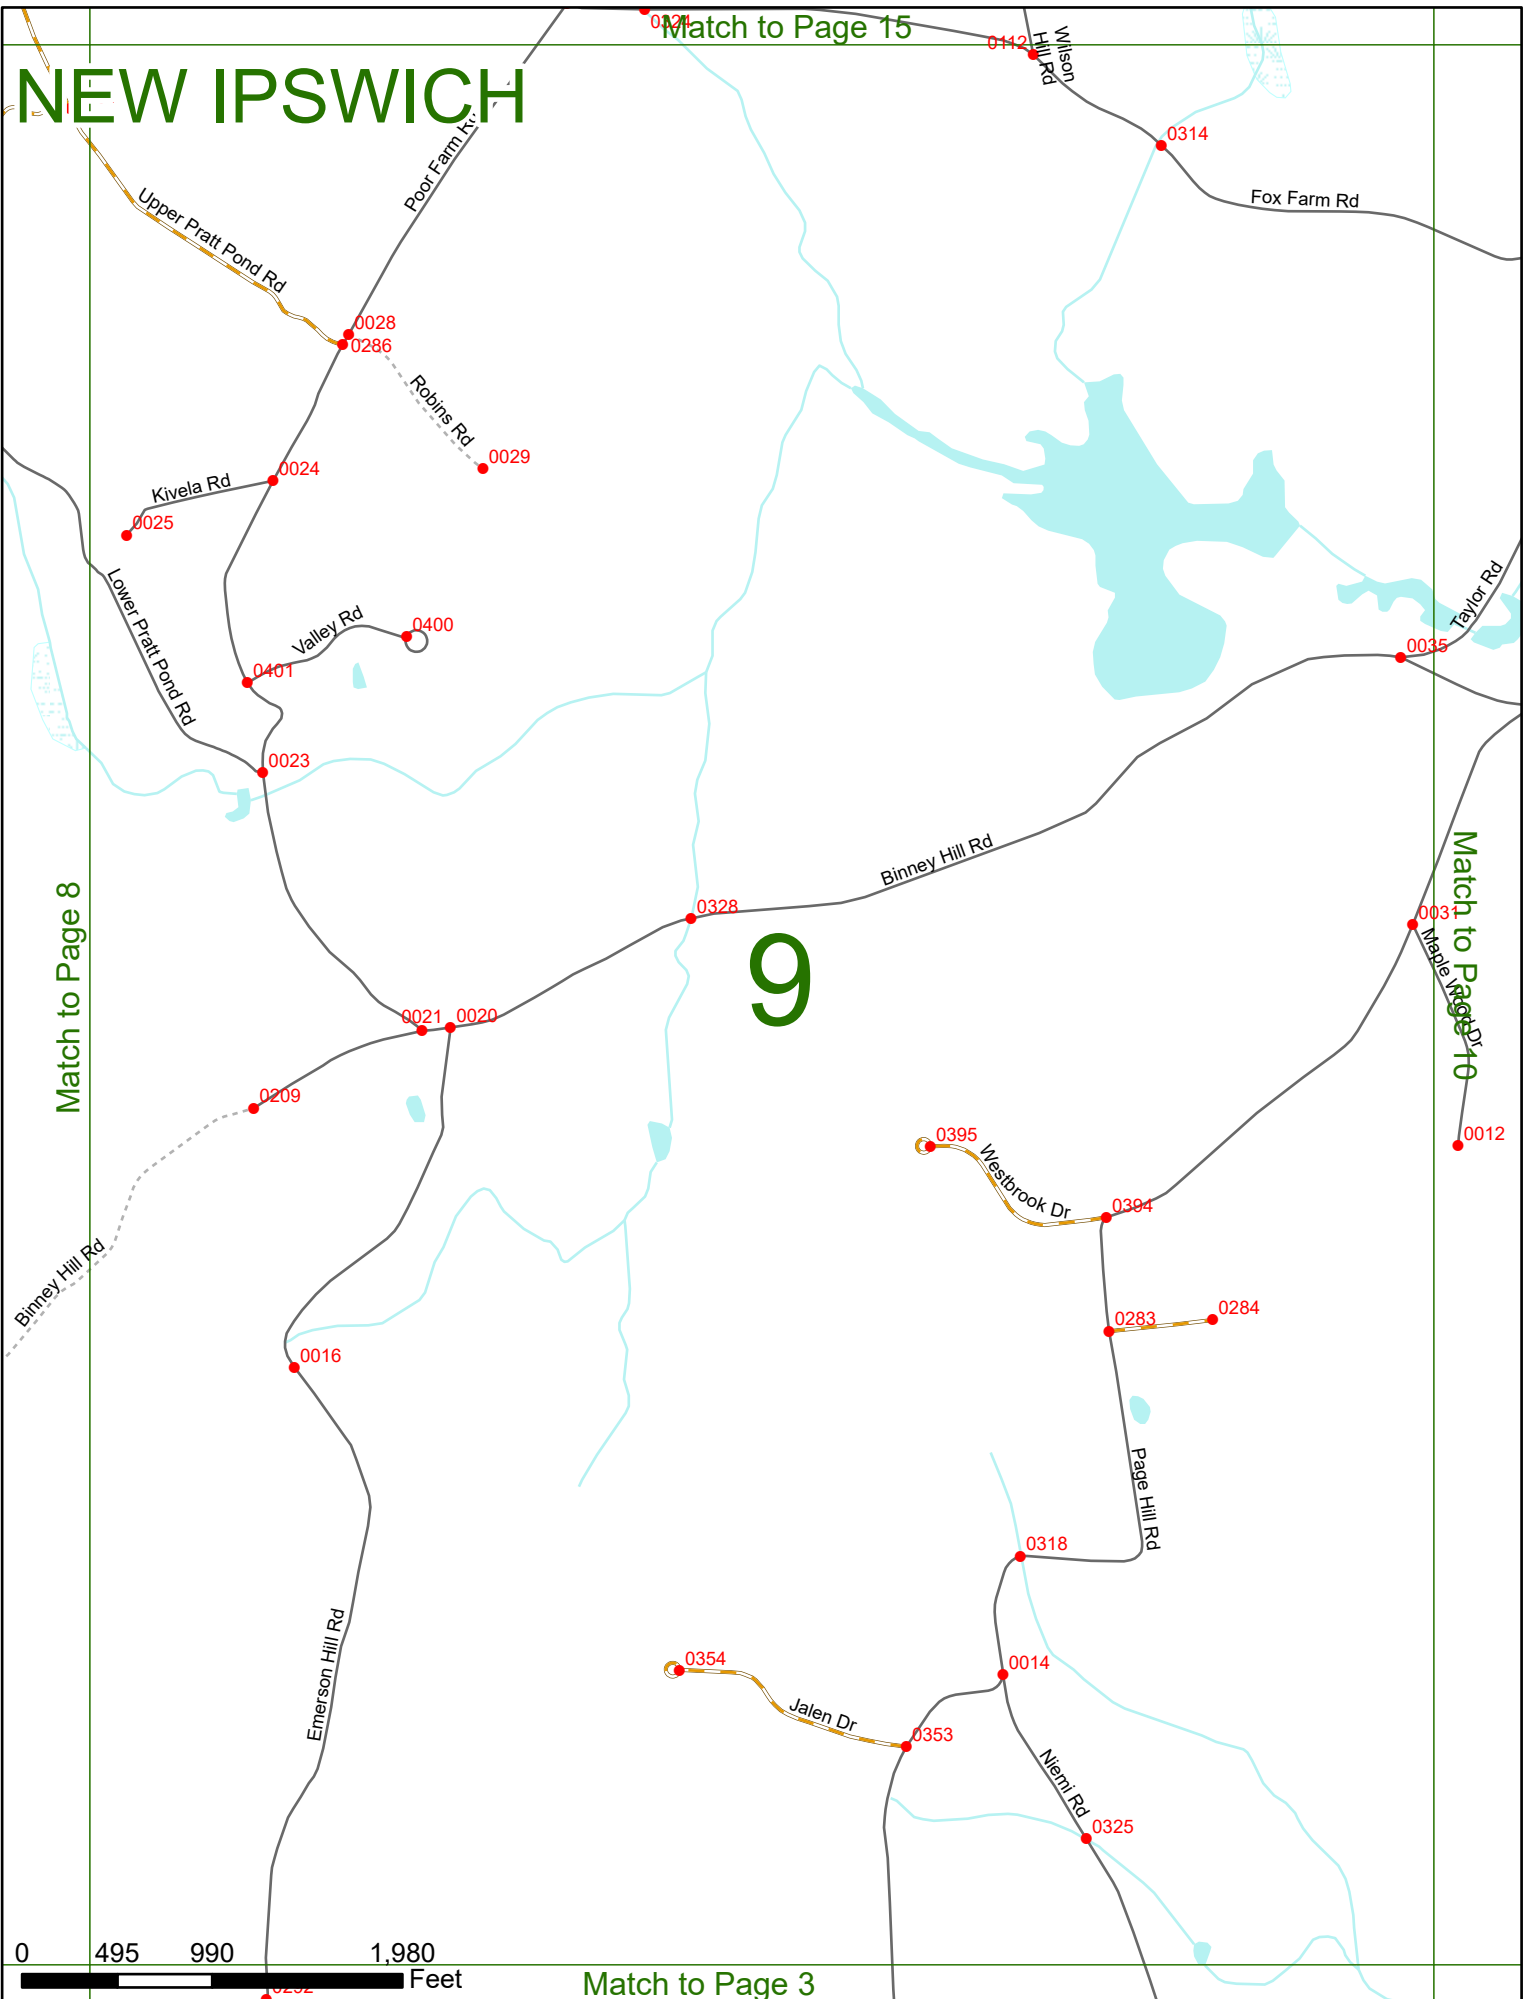 0324
Match to Page 15
0112
Wilson
Hill Rd
NEW IPSWICH
0314
Poor Farm Rd
Fox Farm Rd
Upper Pratt Pond Rd
0028
0286
Robins Rd
0029
0024
Kivela Rd
0025
Lower Pratt Pond Rd
Valley Rd
0400
0401
Taylor Rd
0035
0023
Binney Hill Rd
Match to Page 8
0328
9
0031
Match to Page 10
Maple Wood Dr
0021
0020
0209
0395
Westbrook Dr
0012
0394
Binney Hill Rd
0283
0284
0016
Page Hill Rd
0318
Emerson Hill Rd
0354
0014
Jalen Dr
0353
Niemi Rd
0325
0 495 990 1,980
Feet
Match to Page 3